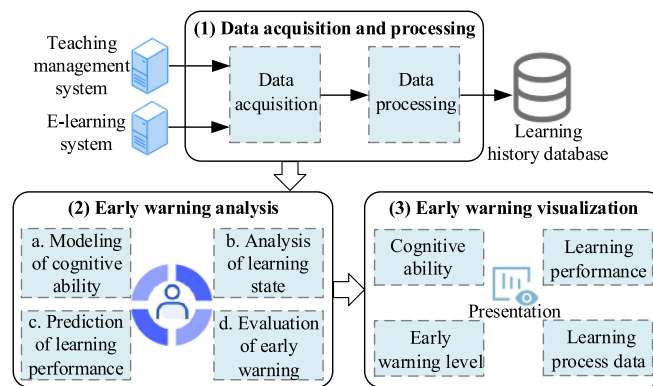 (1) Data acquisition and processing
Teaching
management
system
E-learning
system
Data
acquisition
Data
processing
Learning
history database
(2) Early warning analysis
a. Modeling
of cognitive
ability
b. Analysis
of learning
state
c. Prediction
of learning
performance
d. Evaluation
of early
warning
(3) Early warning visualization
Cognitive
ability
Learning
performance
Presentation
Early
warning level
Learning
process data